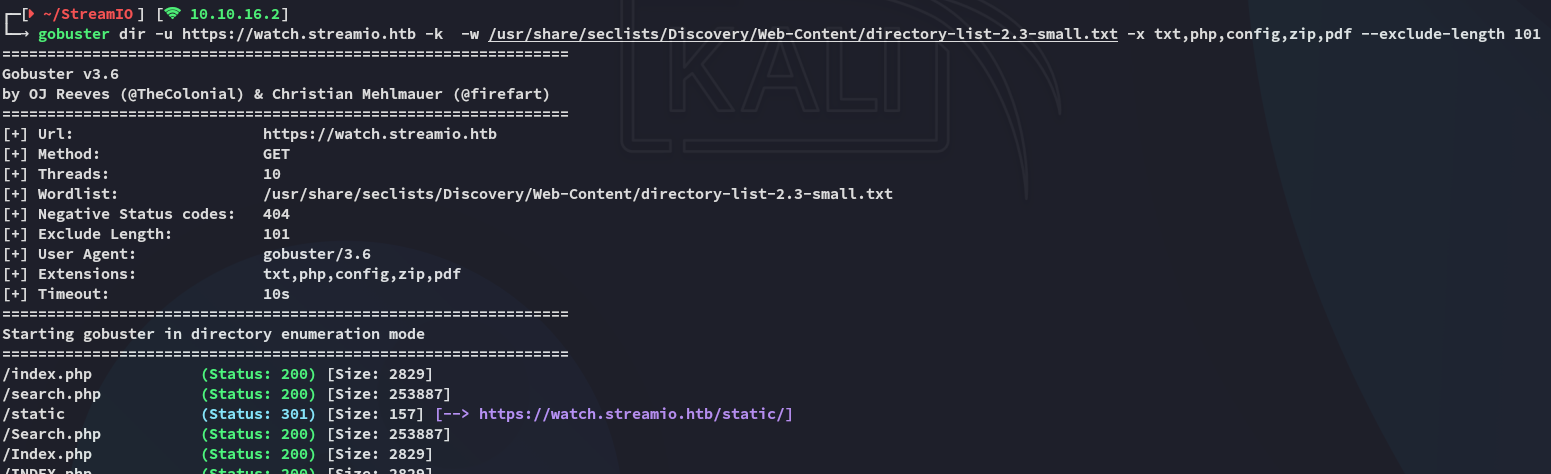 [~/StreamIO] [10.10.16.2]
gobuster dir -u https://watch.streamio.htb -k  -w /usr/share/seclists/Discovery/Web-Content/directory-list-2.3-small.txt -x txt,php,config,zip,pdf --exclude-length 101
===============================================================
Gobuster v3.6
by OJ Reeves (@TheColonial) & Christian Mehlmauer (@firefart)
===============================================================
[+] Url:                     https://watch.streamio.htb
[+] Method:                  GET
[+] Threads:                 10
[+] Wordlist:                /usr/share/seclists/Discovery/Web-Content/directory-list-2.3-small.txt
[+] Negative Status codes:   404
[+] Exclude Length:          101
[+] User Agent:              gobuster/3.6
[+] Extensions:              txt,php,config,zip,pdf
[+] Timeout:                 10s
===============================================================
Starting gobuster in directory enumeration mode
===============================================================
/index.php            (Status: 200) [Size: 2829]
/search.php           (Status: 200) [Size: 253887]
/static               (Status: 301) [Size: 157] [--> https://watch.streamio.htb/static/]
/Search.php           (Status: 200) [Size: 253887]
/Index.php            (Status: 200) [Size: 2829]
/INDEX.php            (Status: 200) [Size: 2829]
KALI